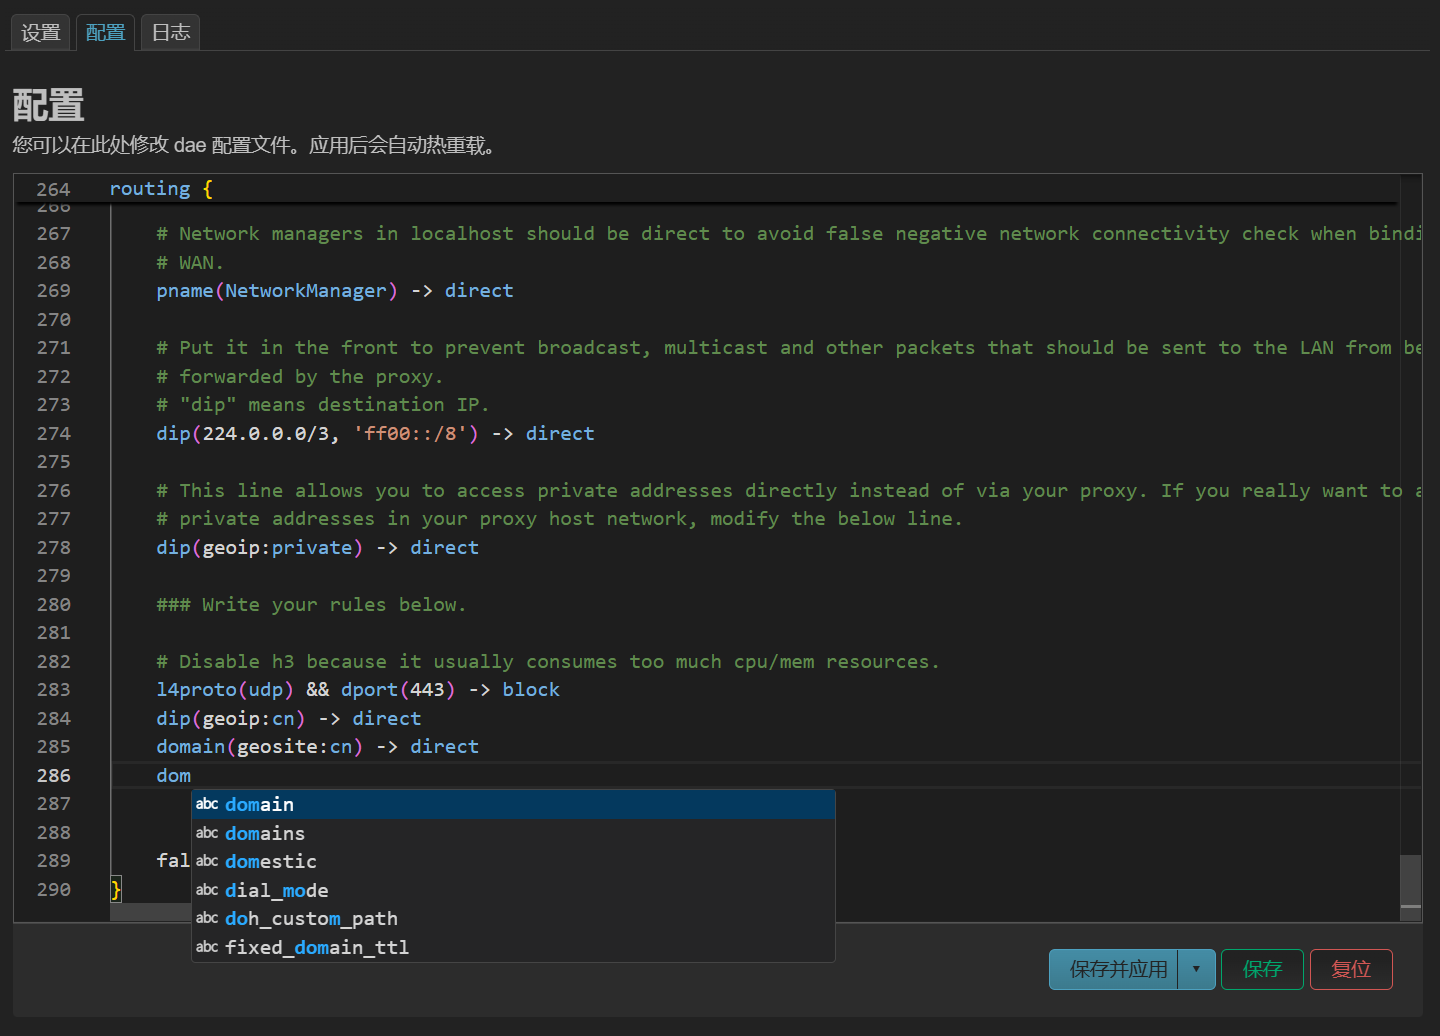 设置 配置 日志
配置
您可以在此处修改 dae 配置文件。应用后会自动热重载。
264 routing {
266
267 # Network managers in localhost should be direct to avoid false negative network connectivity check when bindi
268 # WAN.
269 pname(NetworkManager) -> direct
270
271 # Put it in the front to prevent broadcast, multicast and other packets that should be sent to the LAN from be
272 # forwarded by the proxy.
273 # "dip" means destination IP.
274 dip(224.0.0.0/3, 'ff00::/8') -> direct
275
276 # This line allows you to access private addresses directly instead of via your proxy. If you really want to a
277 # private addresses in your proxy host network, modify the below line.
278 dip(geoip:private) -> direct
279
280 ### Write your rules below.
281
282 # Disable h3 because it usually consumes too much cpu/mem resources.
283 l4proto(udp) && dport(443) -> block
284 dip(geoip:cn) -> direct
285 domain(geosite:cn) -> direct
286 dom
287 abc domain
288 abc domains
abc domestic
289 fal
abc dial_mode
290 }
abc doh_custom_path
abc fixed_domain_ttl
保存并应用 ▾ 保存 复位